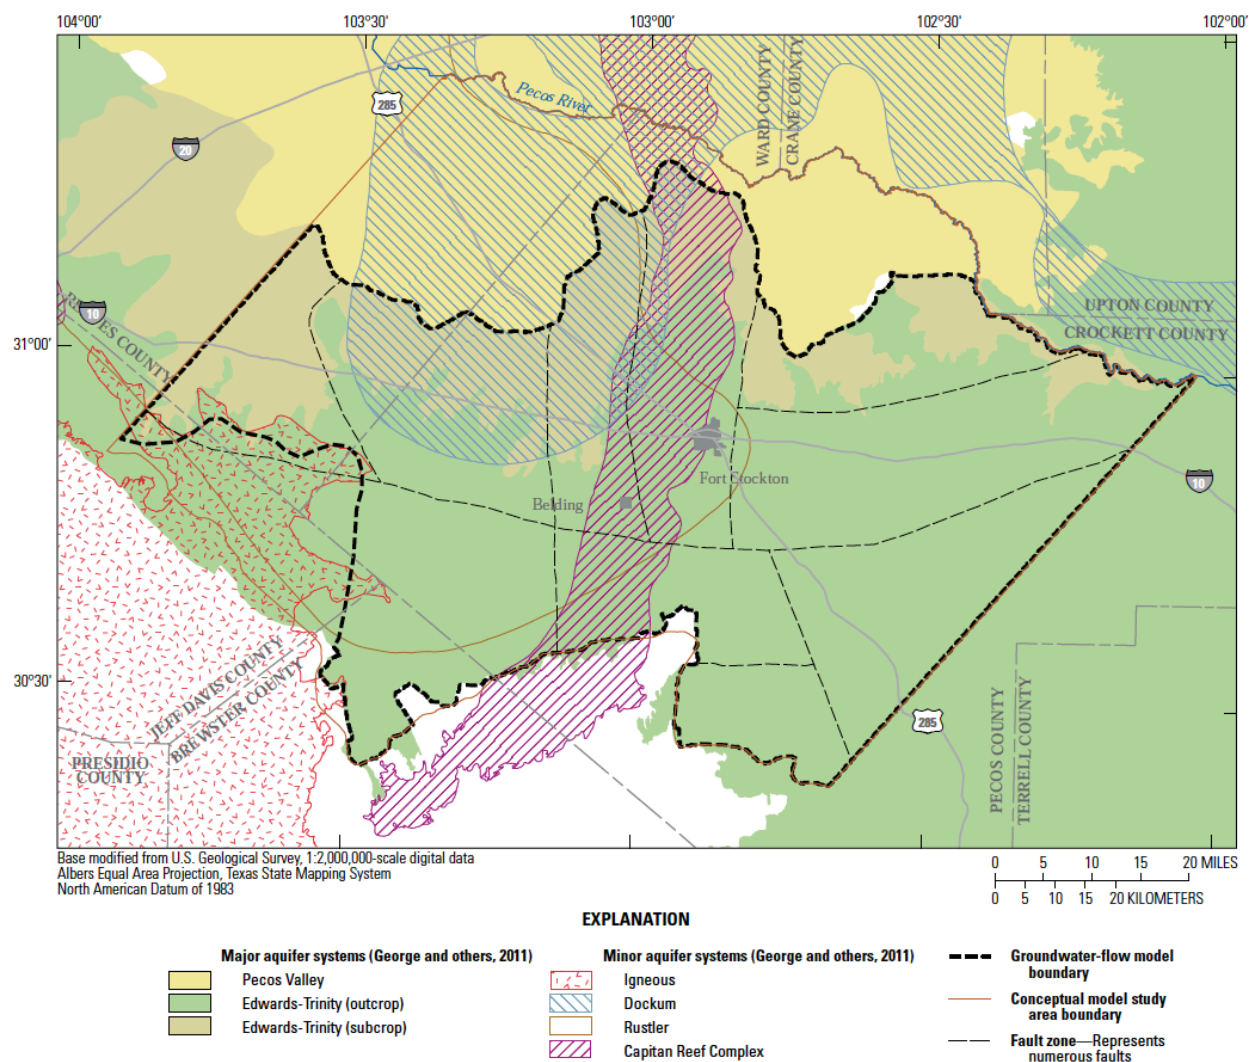 104°00' 103°30' 103°00' 102°30' 102°00'
285
Pecos River
WARD COUNTY
CRANE COUNTY
20
10
REEVES COUNTY
UPTON COUNTY
CROCKETT COUNTY
31°00'
Fort Stockton
Belding
10
30°30'
JEFF DAVIS COUNTY
BREWSTER COUNTY
PRESIDIO
COUNTY
285
PECOS COUNTY
TERRELL COUNTY
Base modified from U.S. Geological Survey, 1:2,000,000-scale digital data
Albers Equal Area Projection, Texas State Mapping System
North American Datum of 1983
0 5 10 15 20 MILES
0 5 10 15 20 KILOMETERS
EXPLANATION
Major aquifer systems (George and others, 2011)
Pecos Valley
Edwards-Trinity (outcrop)
Edwards-Trinity (subcrop)
Minor aquifer systems (George and others, 2011)
Igneous
Dockum
Rustler
Capitan Reef Complex
Groundwater-flow model
boundary
Conceptual model study
area boundary
Fault zone—Represents
numerous faults